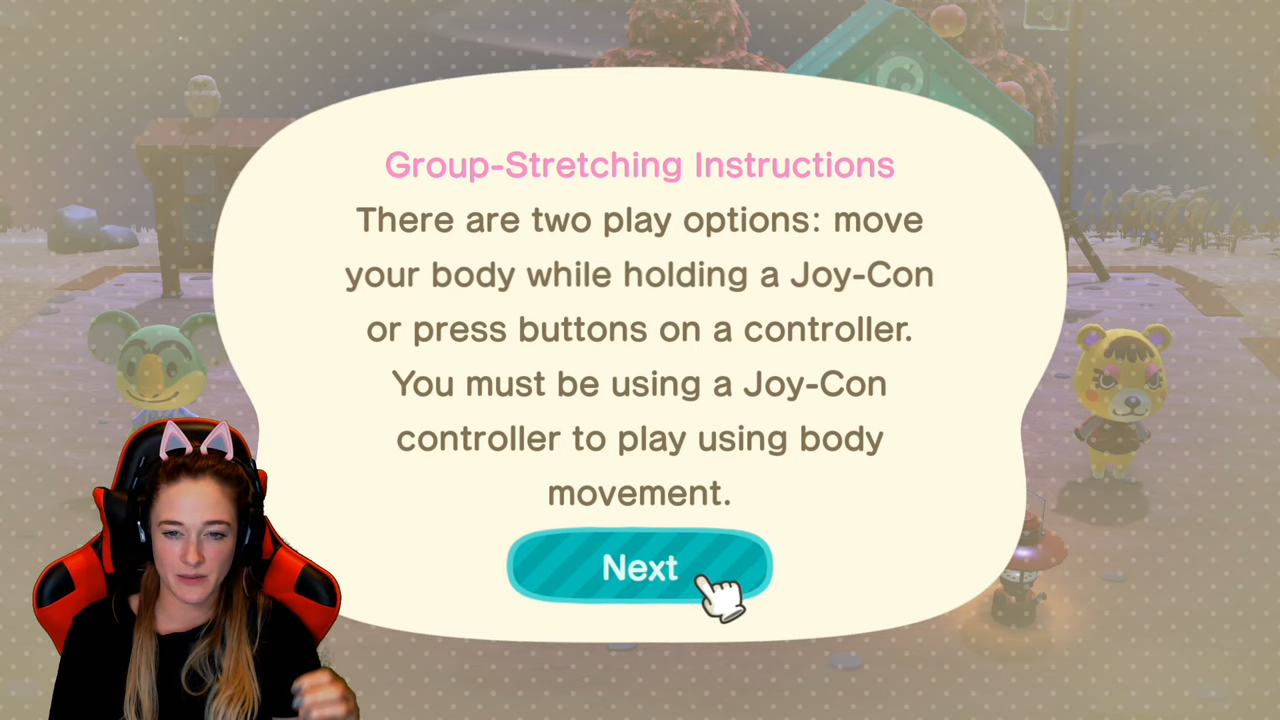 Group-Stretching Instructions
There are two play options: move
your body while holding a Joy-Con
or press buttons on a controller.
You must be using a Joy-Con
controller to play using body
movement.
Next